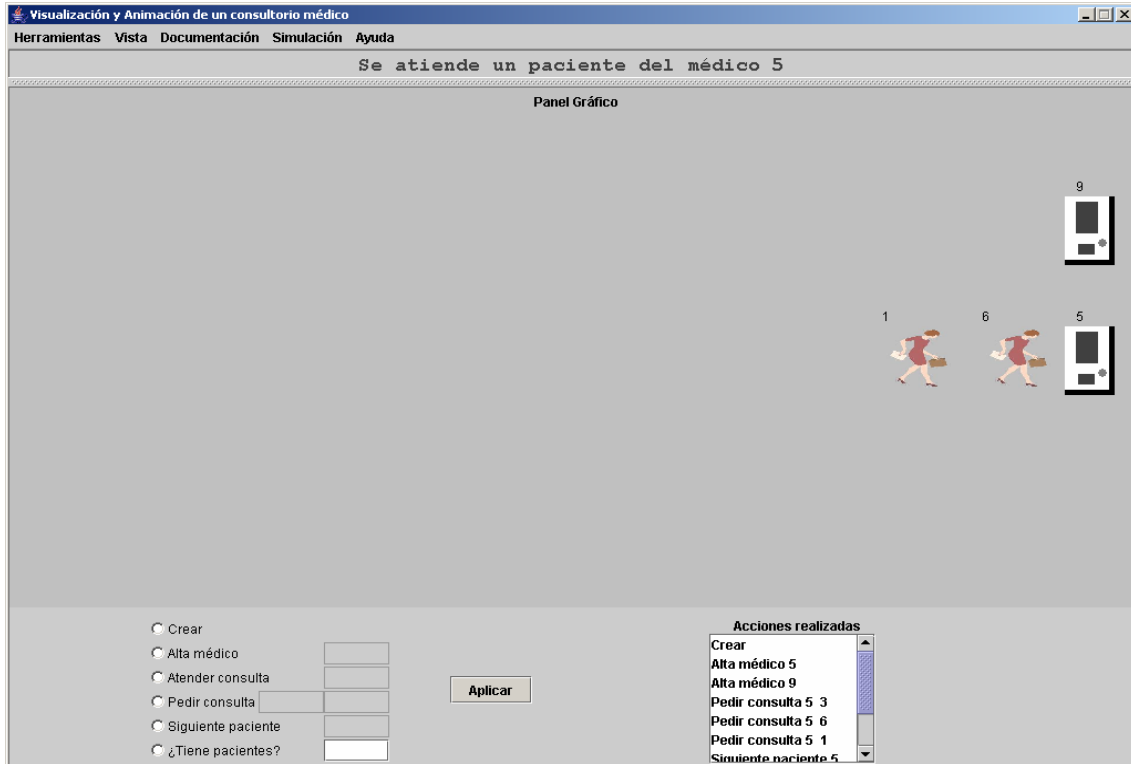 Visualización y Animación de un consultorio médico
Herramientas Vista Documentación Simulación Ayuda
Se atiende un paciente del médico 5
Panel Gráfico
9
1 6 5
Crear
Alta médico
Atender consulta
Pedir consulta
Siguiente paciente
¿Tiene pacientes?
Aplicar
Acciones realizadas
Crear
Alta médico 5
Alta médico 9
Pedir consulta 5 3
Pedir consulta 5 6
Pedir consulta 5 1
Siguiente paciente 5